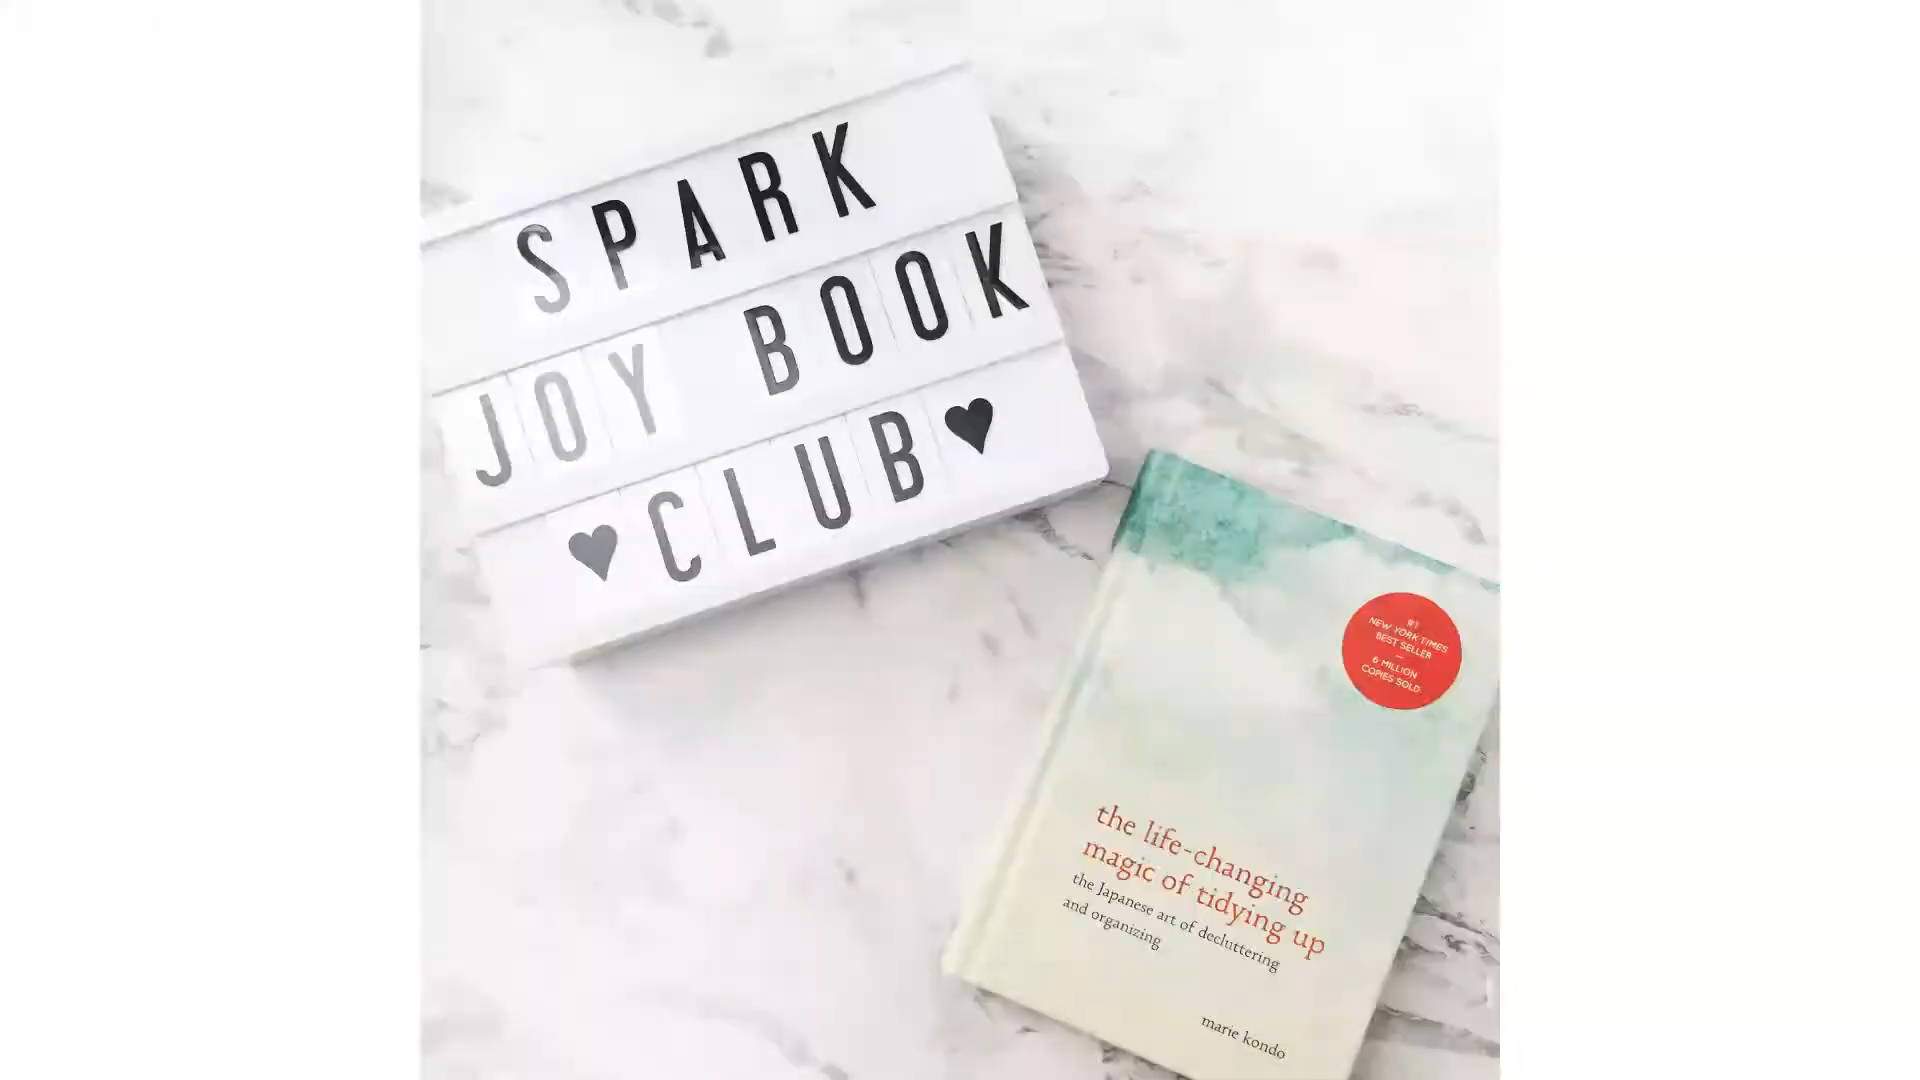 SPARK
JOY BOOK
♥CLUB♥
#1
NEW YORK TIMES
BEST SELLER
—
6 MILLION
COPIES SOLD
the life-changing
magic of tidying up
the Japanese art of decluttering
and organizing
marie kondo